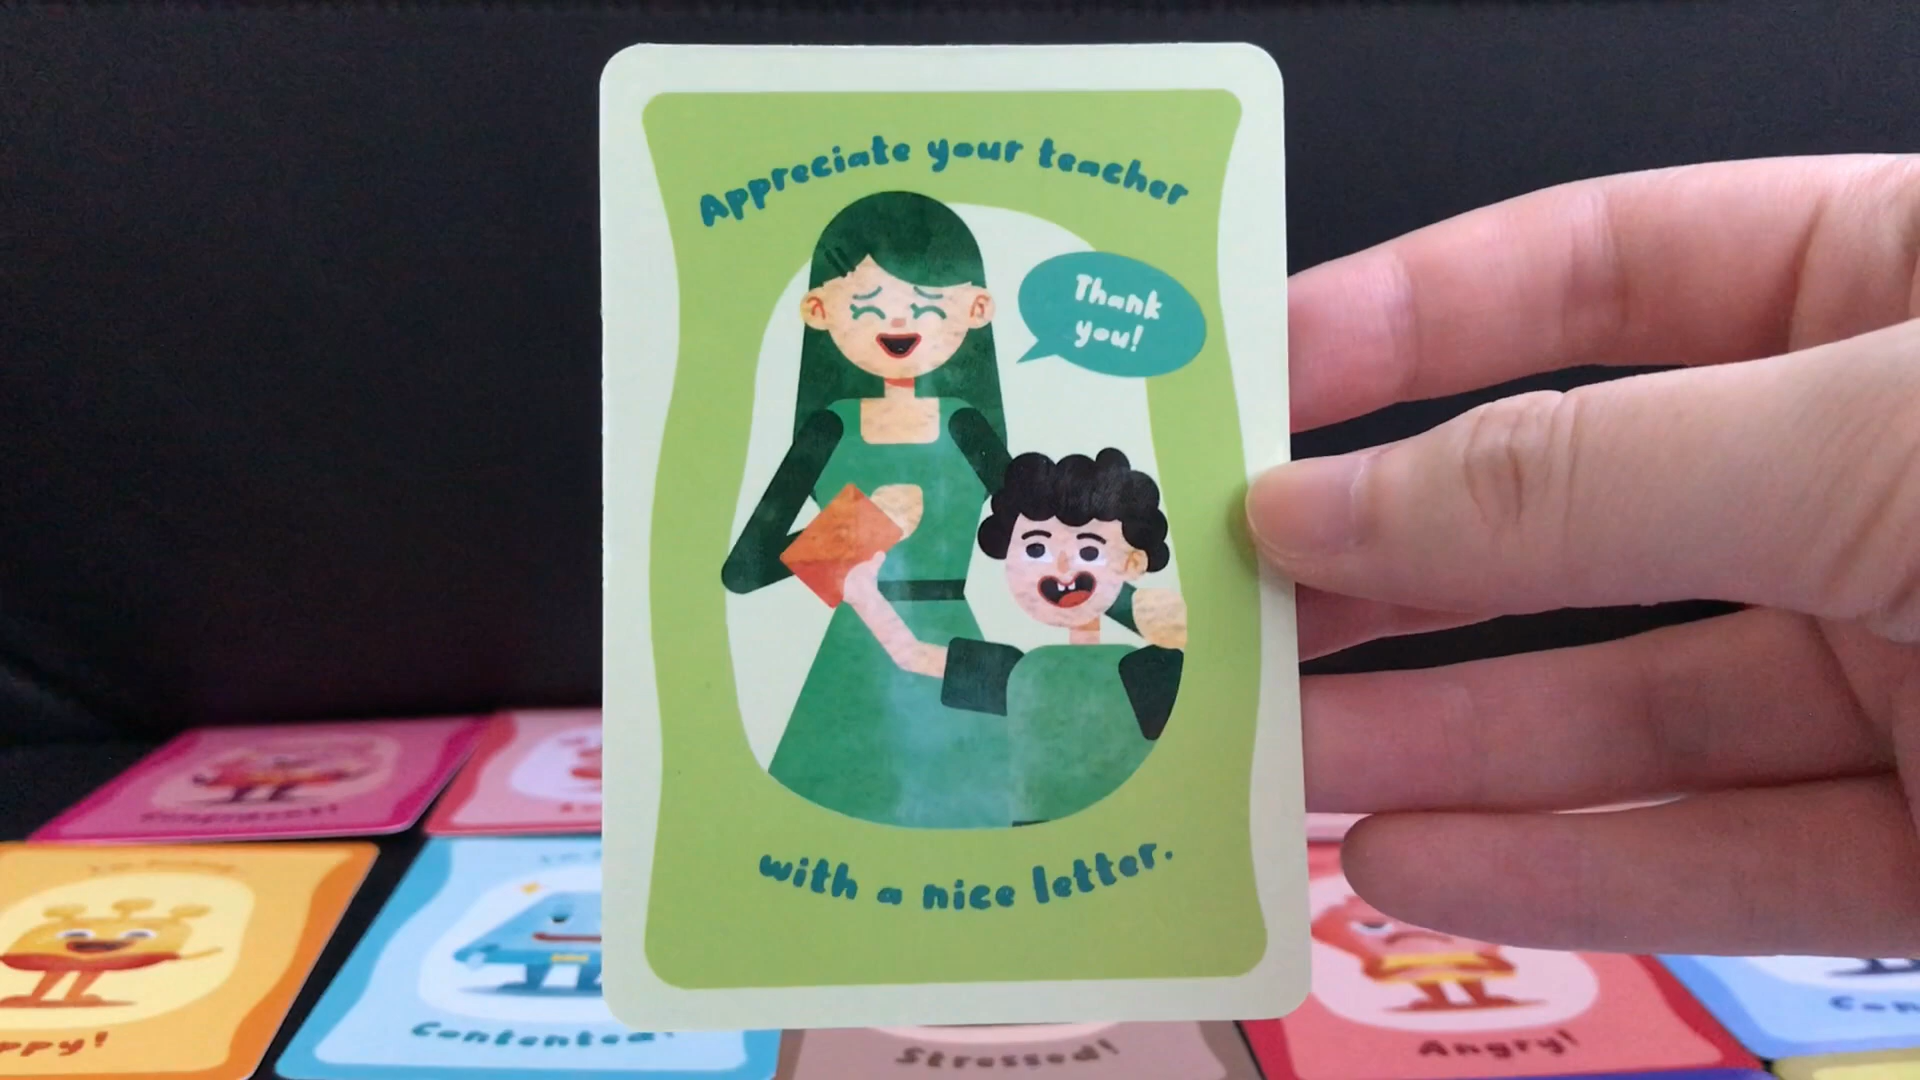 Appreciate your teacher
Thank
you!
with a nice letter.
Contented!
Stressed!
Angry!